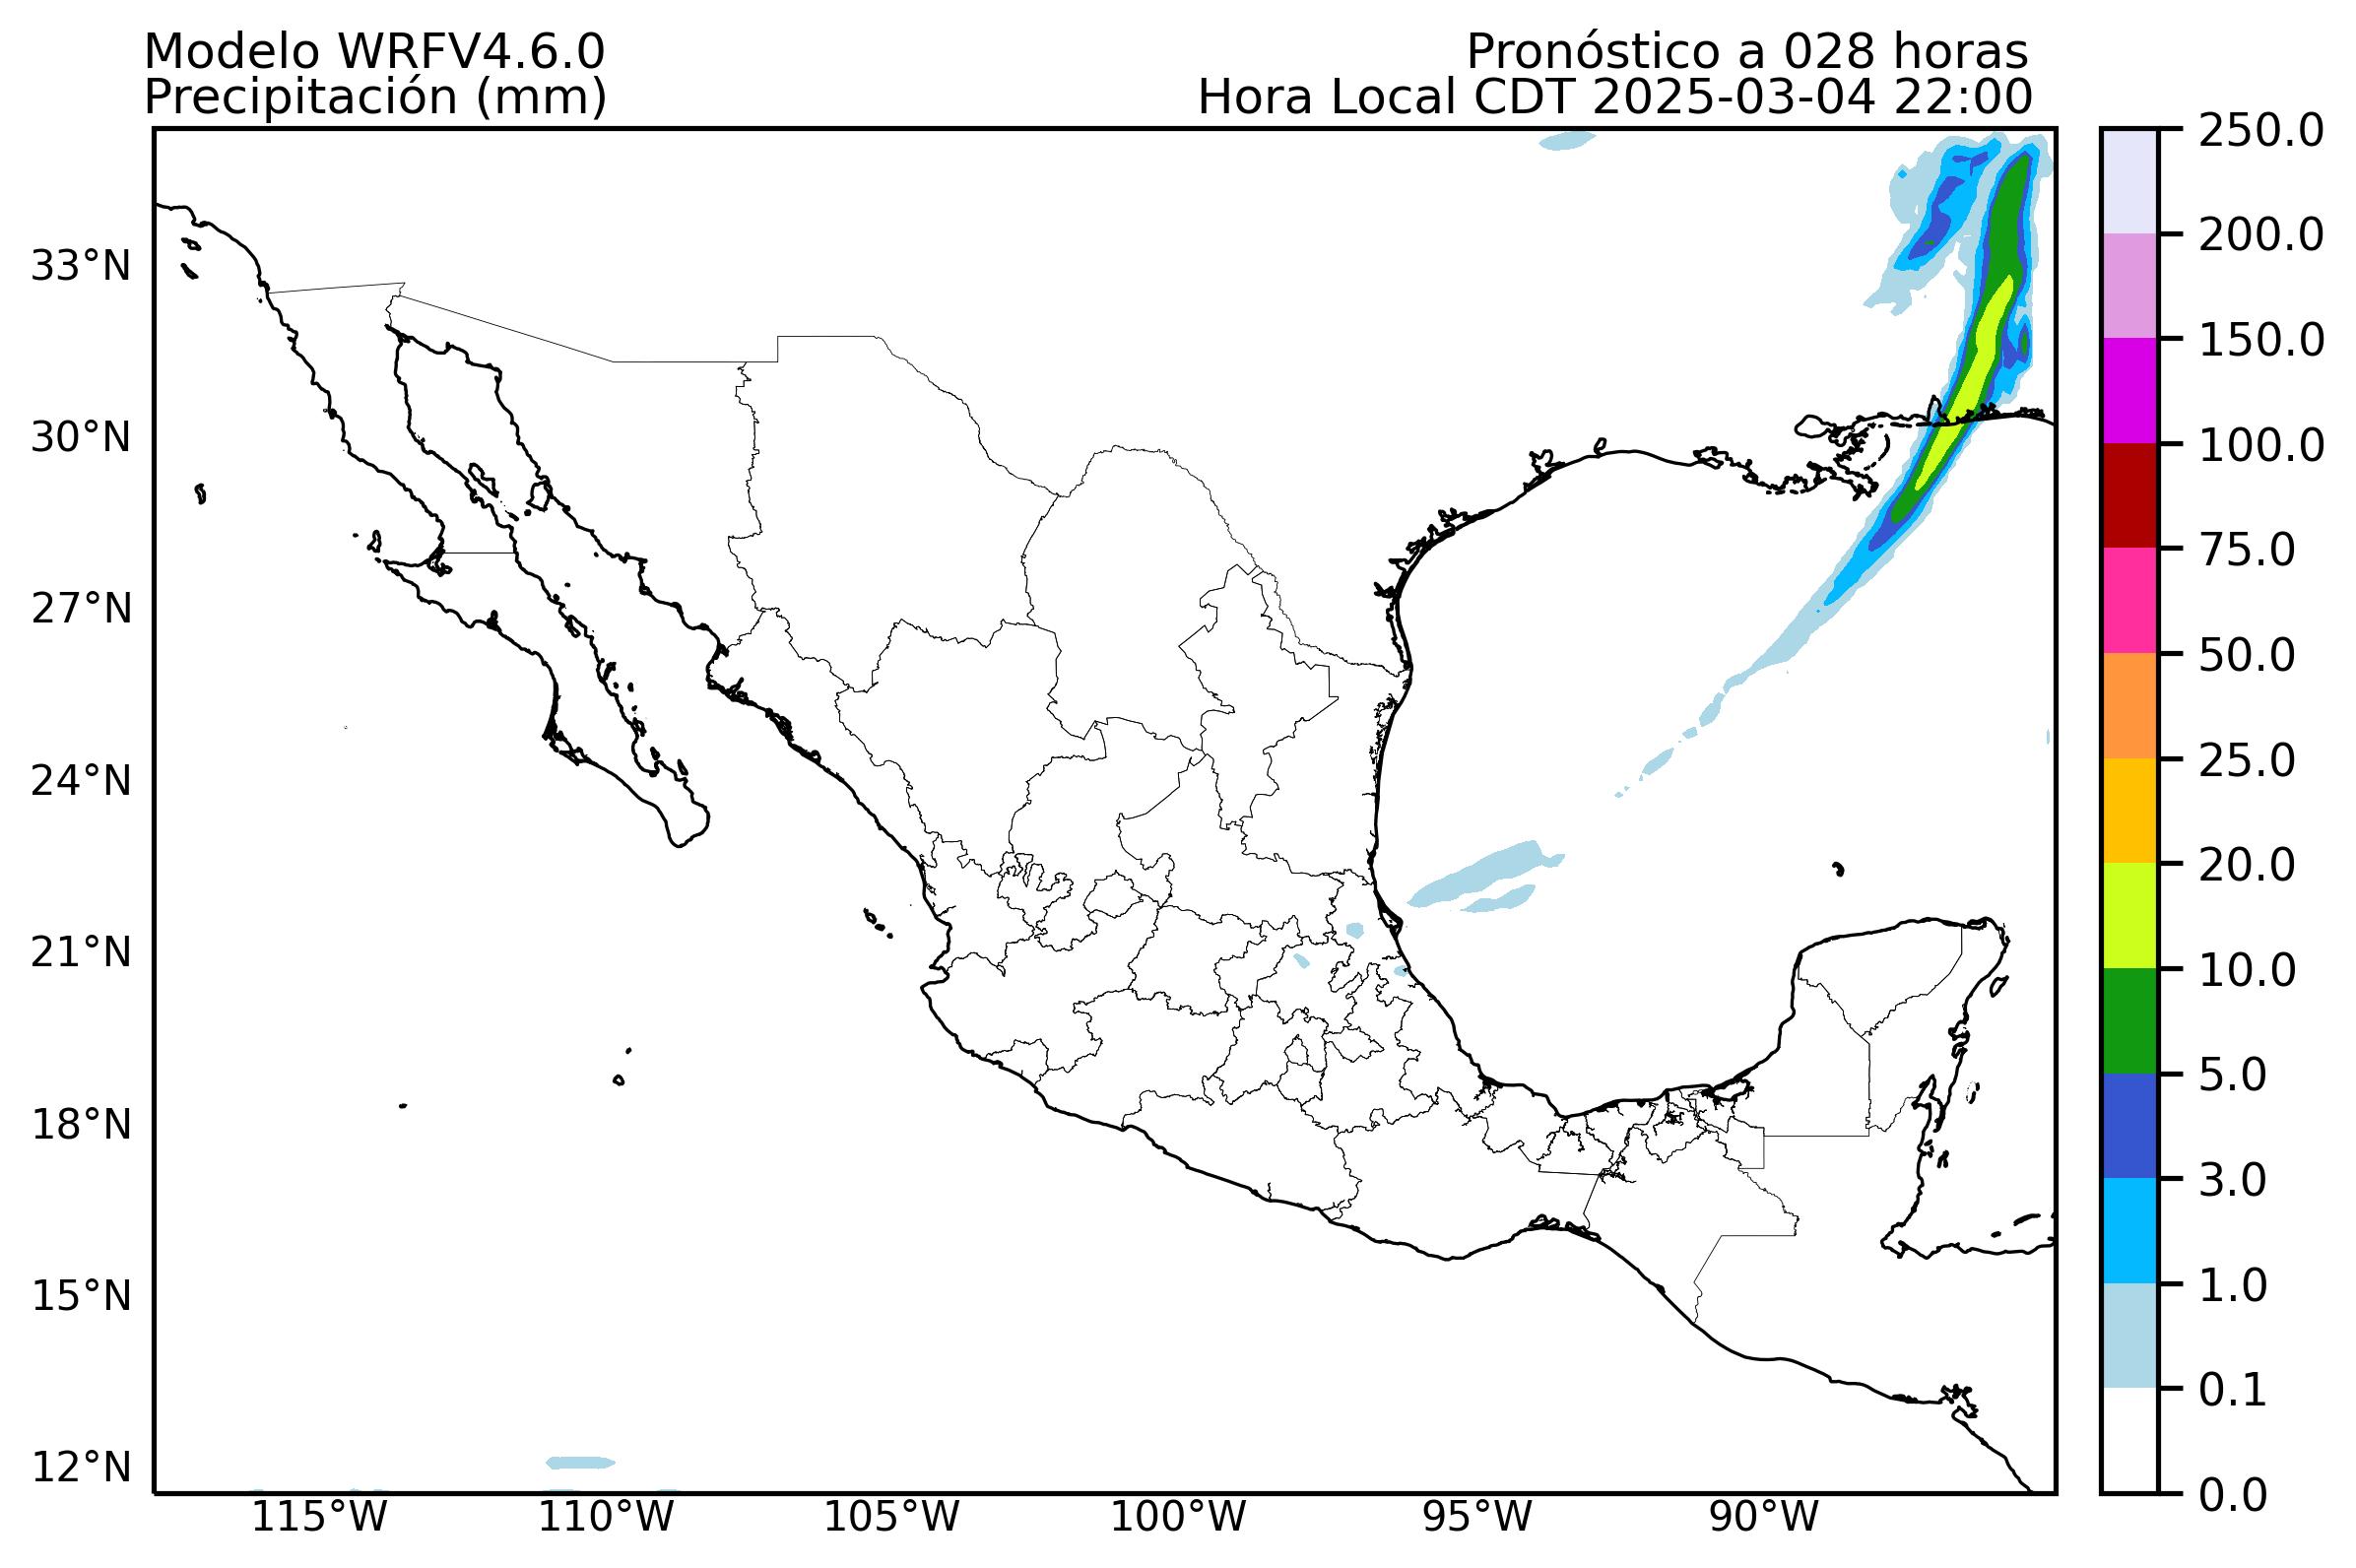 Modelo WRFV4.6.0
Pronóstico a 028 horas
Precipitación (mm)
Hora Local CDT 2025-03-04 22:00
33°N
30°N
27°N
24°N
21°N
18°N
15°N
12°N
115°W
110°W
105°W
100°W
95°W
90°W
250.0
200.0
150.0
100.0
75.0
50.0
25.0
20.0
10.0
5.0
3.0
1.0
0.1
0.0